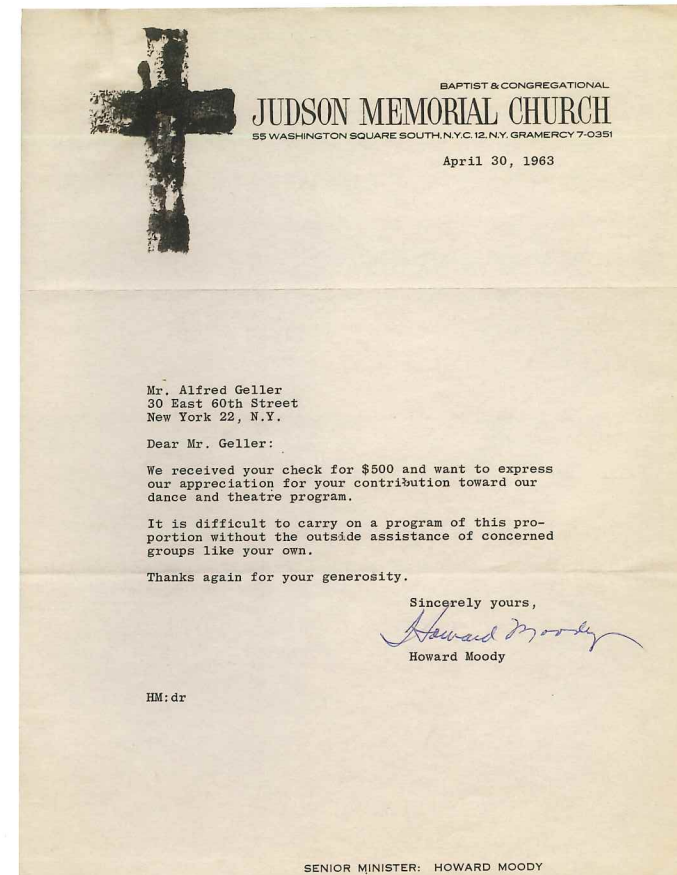 BAPTIST & CONGREGATIONAL
JUDSON MEMORIAL CHURCH
55 WASHINGTON SQUARE SOUTH, N.Y.C. 12, N.Y. GRAMERCY 7-0351
April 30, 1963
Mr. Alfred Geller
30 East 60th Street
New York 22, N.Y.
Dear Mr. Geller:
We received your check for $500 and want to express
our appreciation for your contribution toward our
dance and theatre program.
It is difficult to carry on a program of this pro-
portion without the outside assistance of concerned
groups like your own.
Thanks again for your generosity.
Sincerely yours,
Howard Moody
Howard Moody
HM:dr
SENIOR MINISTER: HOWARD MOODY